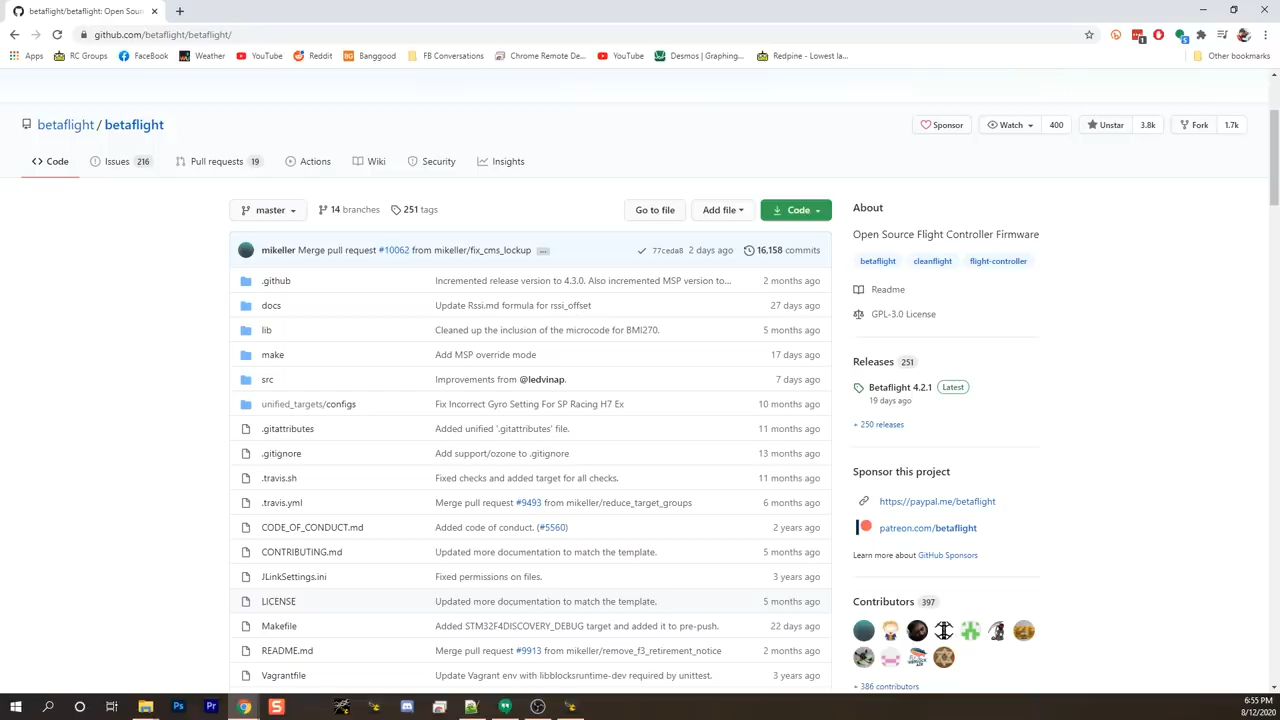 betaflight/betaflight: Open Sour
github.com/betaflight/betaflight/
Apps RC Groups FaceBook Weather YouTube Reddit Banggood FB Conversations Chrome Remote De... YouTube Desmos | Graphing... Redpine - Lowest la... Other bookmarks
betaflight / betaflight
Sponsor Watch 400 Unstar 3.8k Fork 1.7k
Code Issues 216 Pull requests 19 Actions Wiki Security Insights
master 14 branches 251 tags Go to file Add file Code
mikeller Merge pull request #10062 from mikeller/fix_cms_lockup ... 77ceda8 2 days ago 16,158 commits
.github Incremented release version to 4.3.0. Also incremented MSP version to... 2 months ago
docs Update Rssi.md formula for rssi_offset 27 days ago
lib Cleaned up the inclusion of the microcode for BMI270. 5 months ago
make Add MSP override mode 17 days ago
src Improvements from @ledvinap. 7 days ago
unified_targets/configs Fix Incorrect Gyro Setting For SP Racing H7 Ex 10 months ago
.gitattributes Added unified '.gitattributes' file. 11 months ago
.gitignore Add support/ozone to .gitignore 13 months ago
.travis.sh Fixed checks and added target for all checks. 11 months ago
.travis.yml Merge pull request #9493 from mikeller/reduce_target_groups 6 months ago
CODE_OF_CONDUCT.md Added code of conduct. (#5560) 2 years ago
CONTRIBUTING.md Updated more documentation to match the template. 5 months ago
JLinkSettings.ini Fixed permissions on files. 3 years ago
LICENSE Updated more documentation to match the template. 5 months ago
Makefile Added STM32F4DISCOVERY_DEBUG target and added it to pre-push. 22 days ago
README.md Merge pull request #9913 from mikeller/remove_f3_retirement_notice 2 months ago
Vagrantfile Update Vagrant env with libblocksruntime-dev required by unittest. 3 years ago
About
Open Source Flight Controller Firmware
betaflight cleanflight flight-controller
Readme
GPL-3.0 License
Releases 251
Betaflight 4.2.1 Latest
19 days ago
+ 250 releases
Sponsor this project
https://paypal.me/betaflight
patreon.com/betaflight
Learn more about GitHub Sponsors
Contributors 397
+ 386 contributors
6:55 PM
8/12/2020